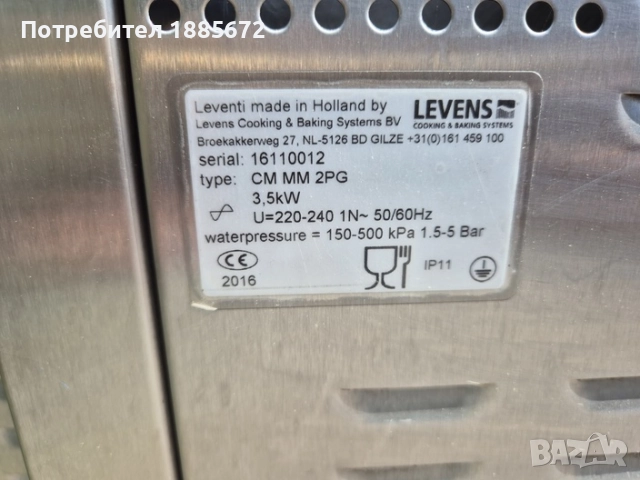 Потребител 1885672
Leventi made in Holland by
Levens Cooking & Baking Systems BV
LEVENS
COOKING & BAKING SYSTEMS
Broekakkerweg 27, NL-5126 BD GILZE +31(0)161 459 100
serial: 16110012
type: CM MM 2PG
3,5kW
U=220-240 1N~ 50/60Hz
waterpressure = 150-500 kPa 1.5-5 Bar
CE
IP11
2016
BAZAR